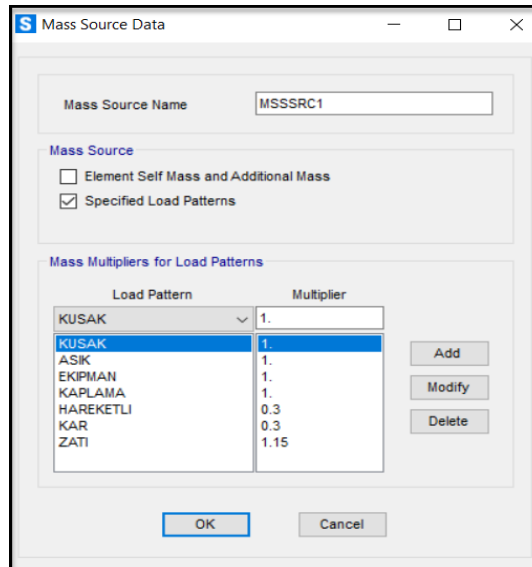 S Mass Source Data
Mass Source Name MSSSRC1
Mass Source
Element Self Mass and Additional Mass
Specified Load Patterns
Mass Multipliers for Load Patterns
Load Pattern Multiplier
KUSAK 1.
KUSAK 1.
ASIK 1.
EKIPMAN 1.
KAPLAMA 1.
HAREKETLI 0.3
KAR 0.3
ZATI 1.15
Add
Modify
Delete
OK Cancel